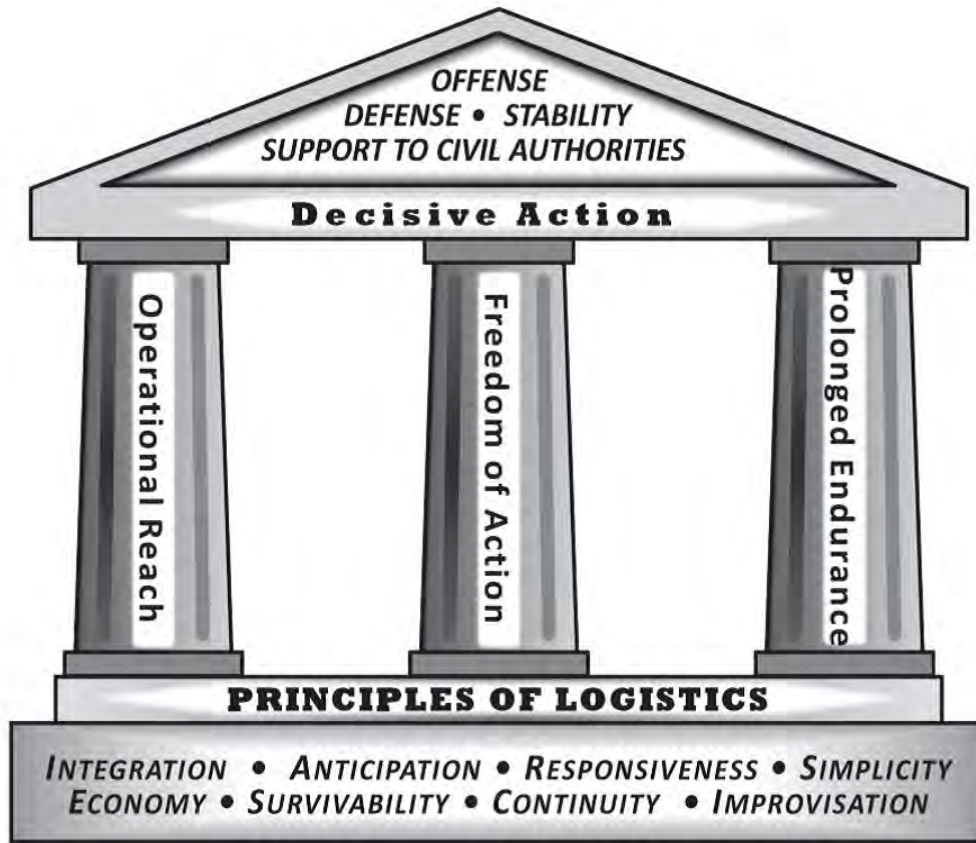 OFFENSE
DEFENSE • STABILITY
SUPPORT TO CIVIL AUTHORITIES
Decisive Action
Operational Reach
Freedom of Action
Prolonged Endurance
PRINCIPLES OF LOGISTICS
INTEGRATION • ANTICIPATION • RESPONSIVENESS • SIMPLICITY
ECONOMY • SURVIVABILITY • CONTINUITY • IMPROVISATION